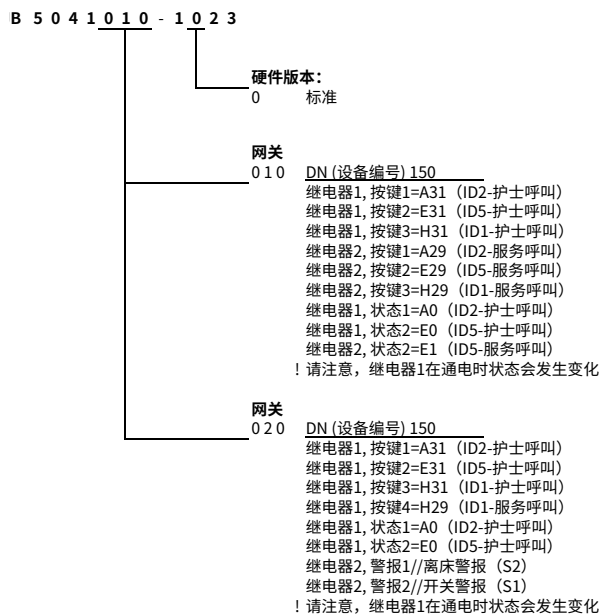 B 5 0 4 1 0 1 0 - 1 0 2 3
硬件版本：
0 标准
网关
0 1 0 DN (设备编号) 150
继电器1, 按键1=A31（ID2-护士呼叫）
继电器1, 按键2=E31（ID5-护士呼叫）
继电器1, 按键3=H31（ID1-护士呼叫）
继电器2, 按键1=A29（ID2-服务呼叫）
继电器2, 按键2=E29（ID5-服务呼叫）
继电器2, 按键3=H29（ID1-服务呼叫）
继电器1, 状态1=A0（ID2-护士呼叫）
继电器1, 状态2=E0（ID5-护士呼叫）
继电器2, 状态2=E1（ID5-服务呼叫）
！请注意，继电器1在通电时状态会发生变化
网关
0 2 0 DN (设备编号) 150
继电器1, 按键1=A31（ID2-护士呼叫）
继电器1, 按键2=E31（ID5-护士呼叫）
继电器1, 按键3=H31（ID1-护士呼叫）
继电器1, 按键4=H29（ID1-服务呼叫）
继电器1, 状态1=A0（ID2-护士呼叫）
继电器1, 状态2=E0（ID5-护士呼叫）
继电器2, 警报1//离床警报（S2）
继电器2, 警报2//开关警报（S1）
！请注意，继电器1在通电时状态会发生变化